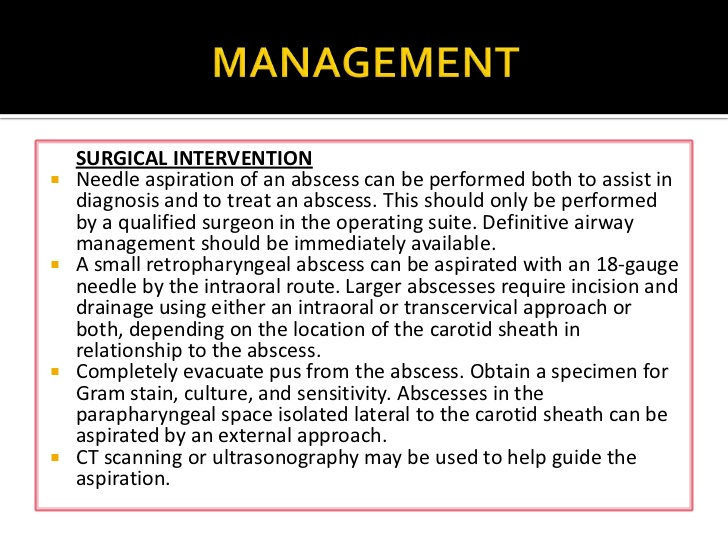 MANAGEMENT
SURGICAL INTERVENTION
Needle aspiration of an abscess can be performed both to assist in
diagnosis and to treat an abscess. This should only be performed
by a qualified surgeon in the operating suite. Definitive airway
management should be immediately available.
A small retropharyngeal abscess can be aspirated with an 18-gauge
needle by the intraoral route. Larger abscesses require incision and
drainage using either an intraoral or transcervical approach or
both, depending on the location of the carotid sheath in
relationship to the abscess.
Completely evacuate pus from the abscess. Obtain a specimen for
Gram stain, culture, and sensitivity. Abscesses in the
parapharyngeal space isolated lateral to the carotid sheath can be
aspirated by an external approach.
CT scanning or ultrasonography may be used to help guide the
aspiration.